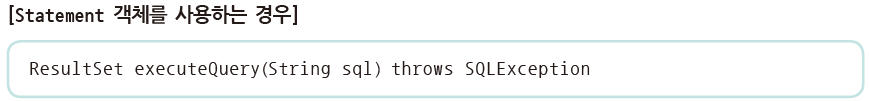 [Statement 객체를 사용하는 경우]
ResultSet executeQuery(String sql) throws SQLException